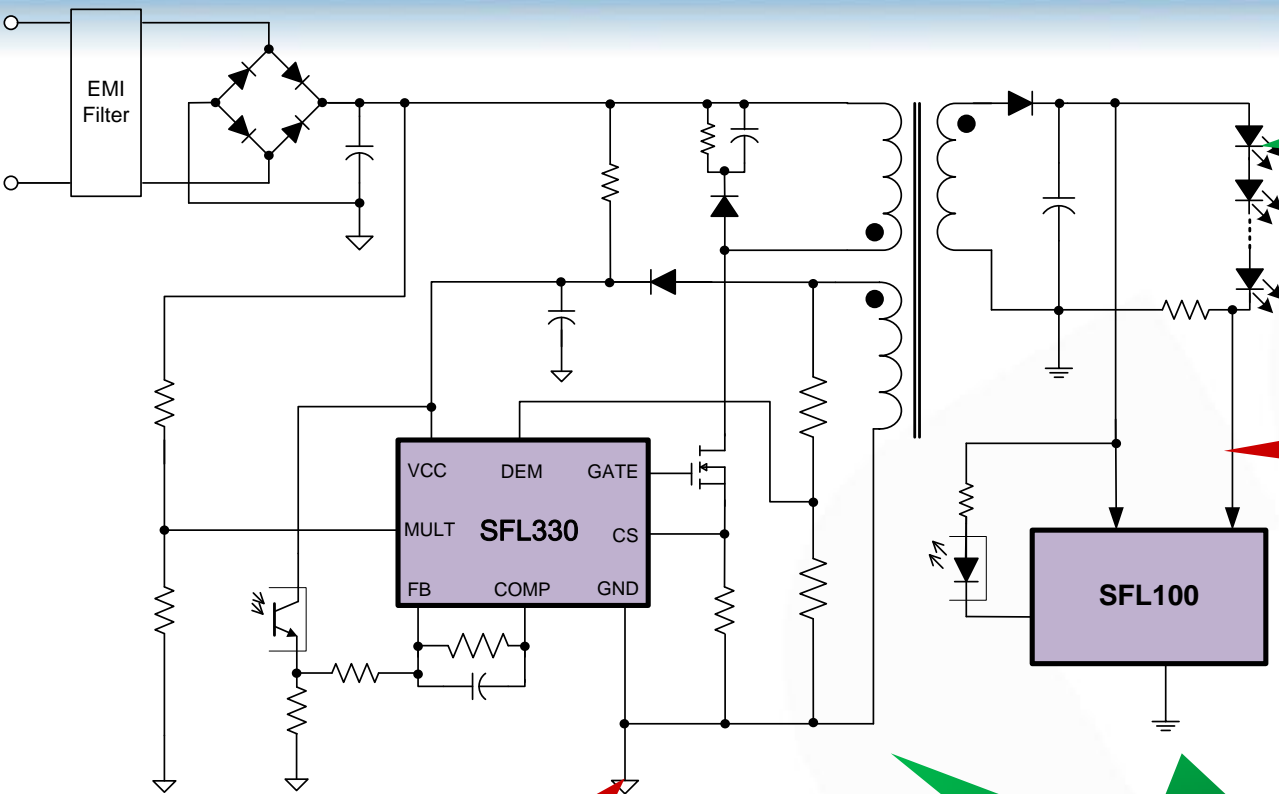 EMI
Filter
VCC
DEM
GATE
MULT
SFL330
CS
FB
COMP
GND
SFL100